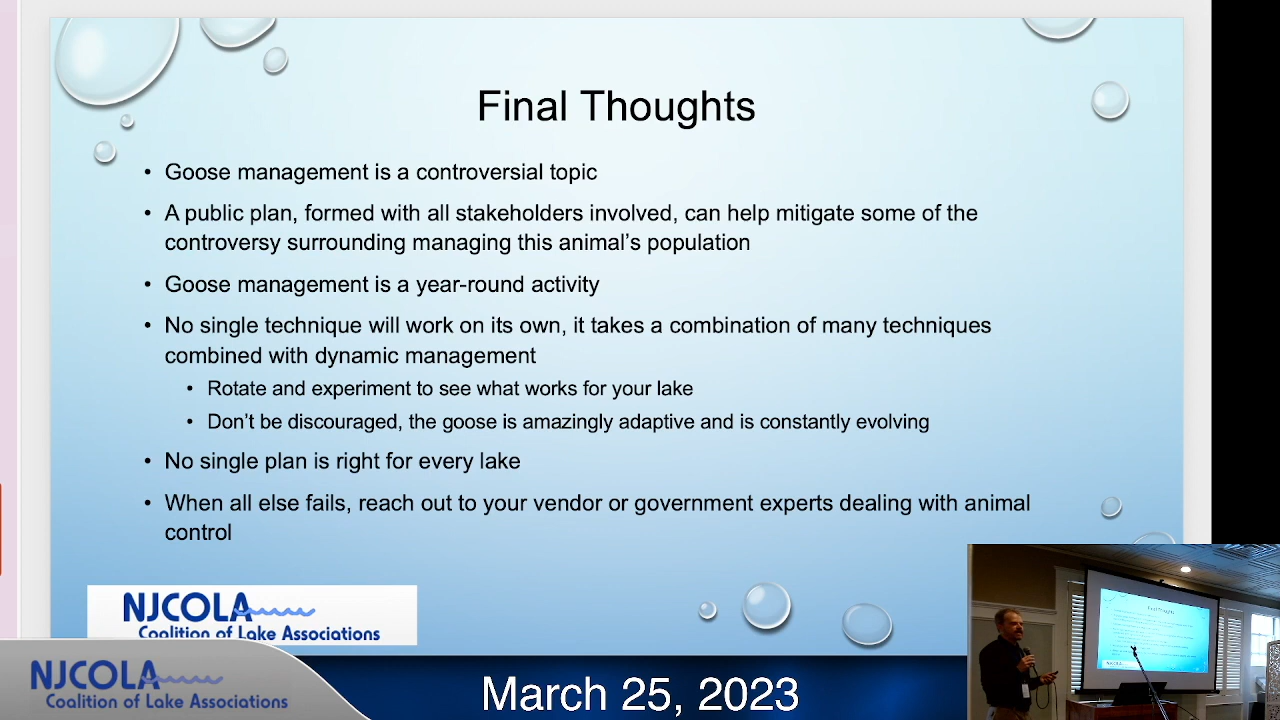 Final Thoughts
• Goose management is a controversial topic
• A public plan, formed with all stakeholders involved, can help mitigate some of the
controversy surrounding managing this animal’s population
• Goose management is a year-round activity
• No single technique will work on its own, it takes a combination of many techniques
combined with dynamic management
• Rotate and experiment to see what works for your lake
• Don’t be discouraged, the goose is amazingly adaptive and is constantly evolving
• No single plan is right for every lake
• When all else fails, reach out to your vendor or government experts dealing with animal
control
NJCOLA
Coalition of Lake Associations
NJCOLA
Coalition of Lake Associations
March 25, 2023